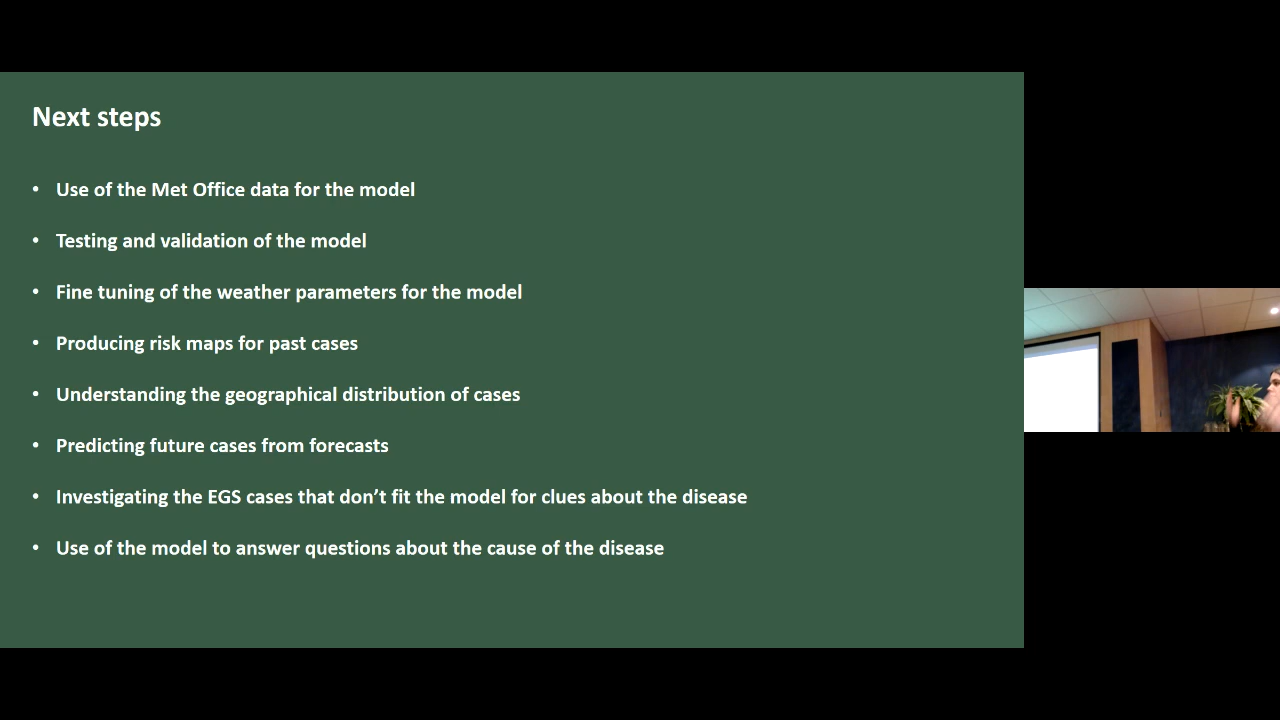 Next steps
• Use of the Met Office data for the model
• Testing and validation of the model
• Fine tuning of the weather parameters for the model
• Producing risk maps for past cases
• Understanding the geographical distribution of cases
• Predicting future cases from forecasts
• Investigating the EGS cases that don’t fit the model for clues about the disease
• Use of the model to answer questions about the cause of the disease